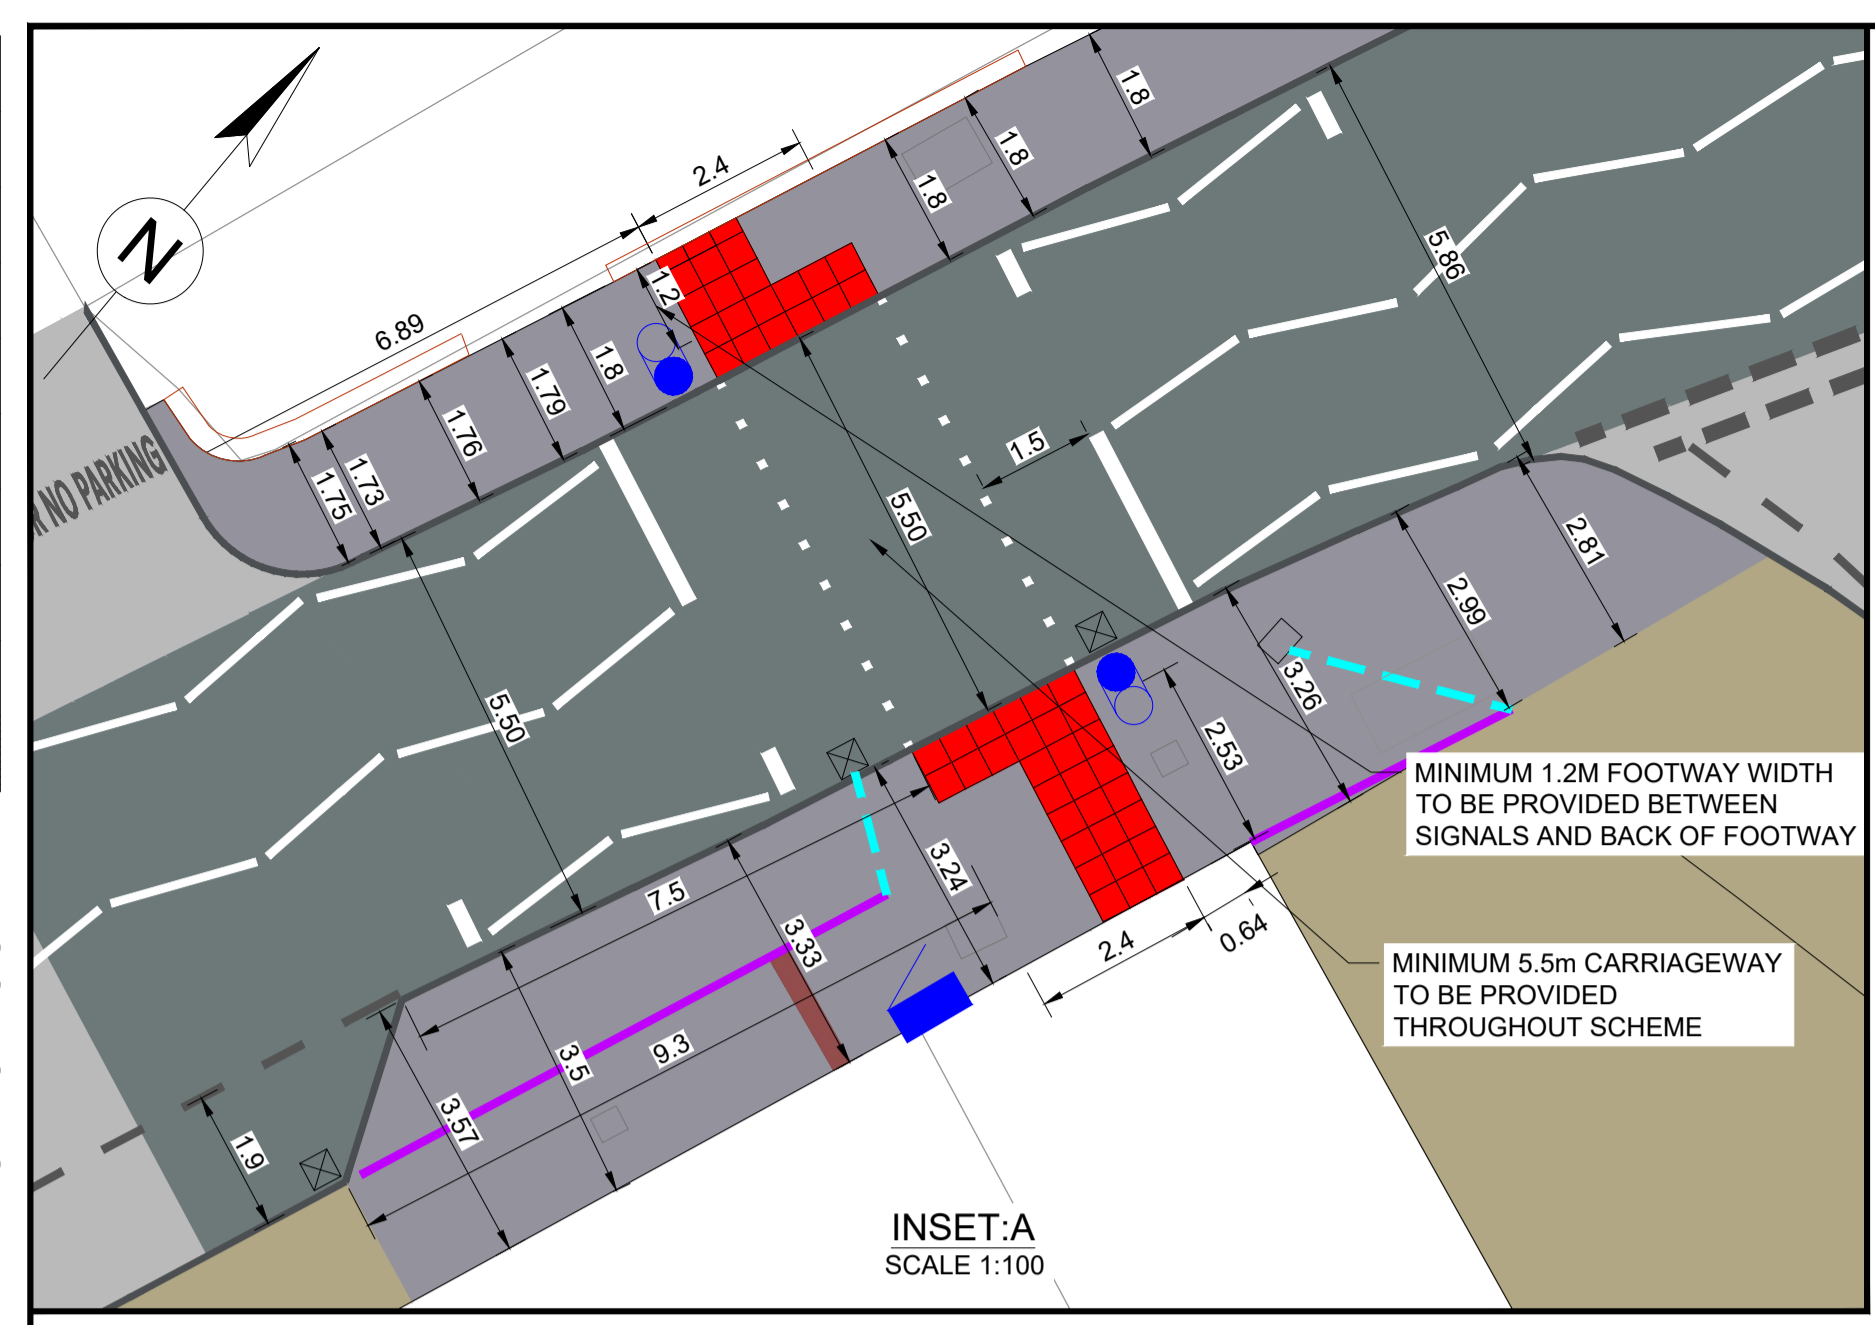 1.8
1.8
1.8
2.4
N
1.2
6.89
1.8
1.79
1.76
1.73
1.75
R NO PARKING
5.86
1.5
5.50
2.81
2.99
3.26
2.53
5.50
MINIMUM 1.2M FOOTWAY WIDTH
TO BE PROVIDED BETWEEN
SIGNALS AND BACK OF FOOTWAY
3.24
7.5
3.33
2.4
0.64
MINIMUM 5.5m CARRIAGEWAY
TO BE PROVIDED
THROUGHOUT SCHEME
9.3
3.5
3.57
1.9
INSET:A
SCALE 1:100